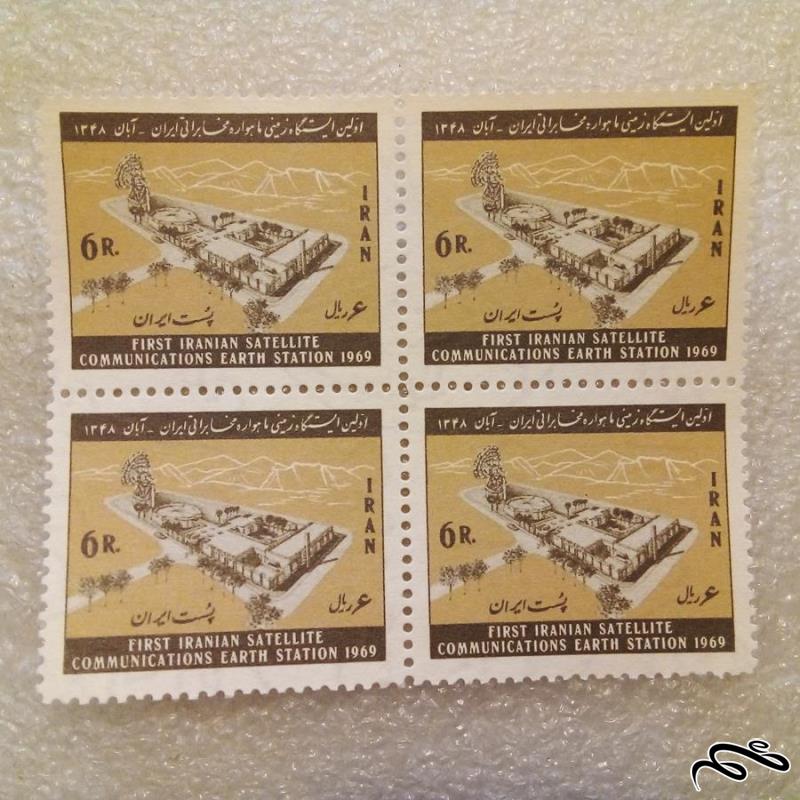 اولین ایستگاه زمینی ماهواره مخابراتی ایران - آبان ۱۳۴۸
IRAN
6 R.
پست ایران
۶ ریال
FIRST IRANIAN SATELLITE
COMMUNICATIONS EARTH STATION 1969
اولین ایستگاه زمینی ماهواره مخابراتی ایران - آبان ۱۳۴۸
IRAN
6 R.
پست ایران
۶ ریال
FIRST IRANIAN SATELLITE
COMMUNICATIONS EARTH STATION 1969
اولین ایستگاه زمینی ماهواره مخابراتی ایران - آبان ۱۳۴۸
IRAN
6 R.
پست ایران
۶ ریال
FIRST IRANIAN SATELLITE
COMMUNICATIONS EARTH STATION 1969
اولین ایستگاه زمینی ماهواره مخابراتی ایران - آبان ۱۳۴۸
IRAN
6 R.
پست ایران
۶ ریال
FIRST IRANIAN SATELLITE
COMMUNICATIONS EARTH STATION 1969